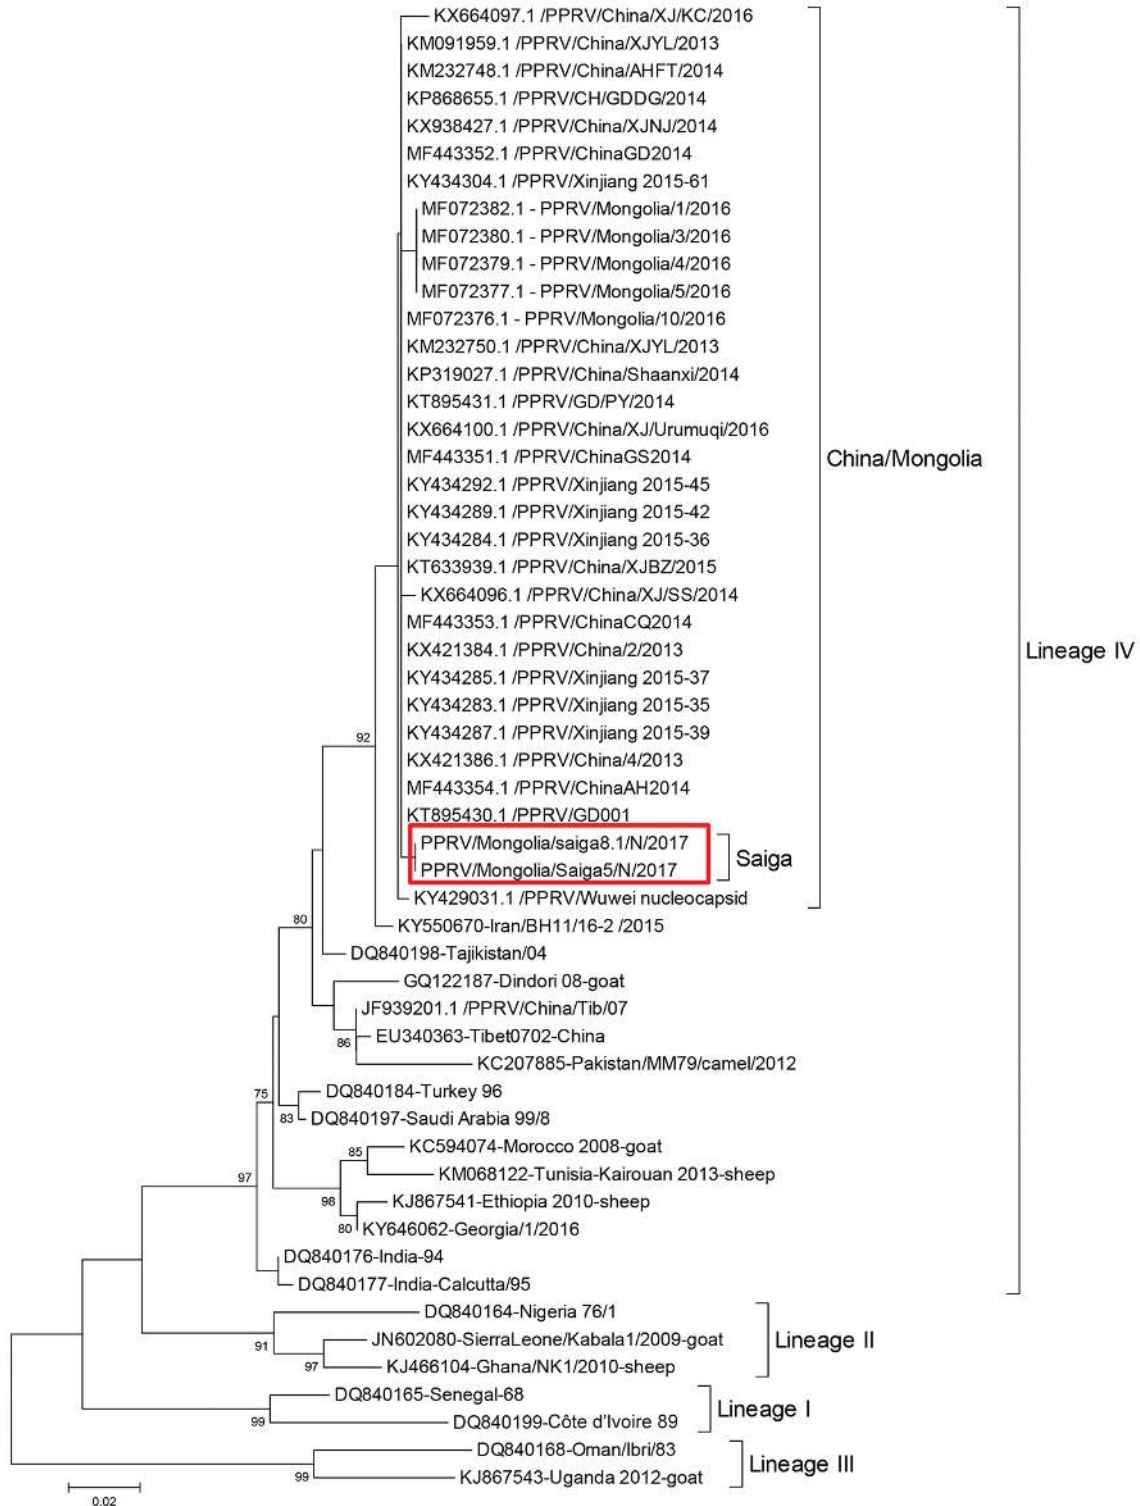 KX664097.1 /PPRV/China/XJ/KC/2016
KM091959.1 /PPRV/China/XJYL/2013
KM232748.1 /PPRV/China/AHFT/2014
KP868655.1 /PPRV/CH/GDDG/2014
KX938427.1 /PPRV/China/XJNJ/2014
MF443352.1 /PPRV/ChinaGD2014
KY434304.1 /PPRV/Xinjiang 2015-61
MF072382.1 - PPRV/Mongolia/1/2016
MF072380.1 - PPRV/Mongolia/3/2016
MF072379.1 - PPRV/Mongolia/4/2016
MF072377.1 - PPRV/Mongolia/5/2016
MF072376.1 - PPRV/Mongolia/10/2016
KM232750.1 /PPRV/China/XJYL/2013
KP319027.1 /PPRV/China/Shaanxi/2014
KT895431.1 /PPRV/GD/PY/2014
KX664100.1 /PPRV/China/XJ/Urumuqi/2016
MF443351.1 /PPRV/ChinaGS2014
China/Mongolia
KY434292.1 /PPRV/Xinjiang 2015-45
KY434289.1 /PPRV/Xinjiang 2015-42
KY434284.1 /PPRV/Xinjiang 2015-36
KT633939.1 /PPRV/China/XJBZ/2015
KX664096.1 /PPRV/China/XJ/SS/2014
MF443353.1 /PPRV/ChinaCQ2014
KX421384.1 /PPRV/China/2/2013
Lineage IV
KY434285.1 /PPRV/Xinjiang 2015-37
KY434283.1 /PPRV/Xinjiang 2015-35
KY434287.1 /PPRV/Xinjiang 2015-39
92
KX421386.1 /PPRV/China/4/2013
MF443354.1 /PPRV/ChinaAH2014
KT895430.1 /PPRV/GD001
PPRV/Mongolia/saiga8.1/N/2017
Saiga
PPRV/Mongolia/Saiga5/N/2017
KY429031.1 /PPRV/Wuwei nucleocapsid
80
KY550670-Iran/BH11/16-2 /2015
DQ840198-Tajikistan/04
GQ122187-Dindori 08-goat
JF939201.1 /PPRV/China/Tib/07
EU340363-Tibet0702-China
86
KC207885-Pakistan/MM79/camel/2012
75
DQ840184-Turkey 96
83
DQ840197-Saudi Arabia 99/8
85
KC594074-Morocco 2008-goat
97
KM068122-Tunisia-Kairouan 2013-sheep
98
KJ867541-Ethiopia 2010-sheep
80
KY646062-Georgia/1/2016
DQ840176-India-94
DQ840177-India-Calcutta/95
DQ840164-Nigeria 76/1
91
JN602080-SierraLeone/Kabala1/2009-goat
Lineage II
97
KJ466104-Ghana/NK1/2010-sheep
DQ840165-Senegal-68
Lineage I
99
DQ840199-Côte d'Ivoire 89
DQ840168-Oman/Ibri/83
Lineage III
99
KJ867543-Uganda 2012-goat
0.02